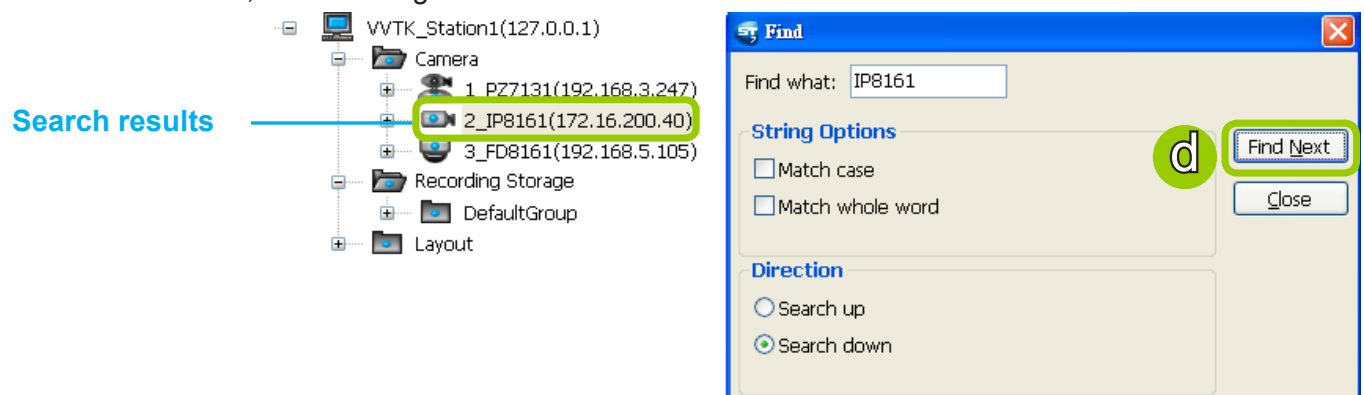 VVTK_Station1(127.0.0.1)
Camera
1_PZ7131(192.168.3.247)
Search results
2_IP8161(172.16.200.40)
3_FD8161(192.168.5.105)
Recording Storage
DefaultGroup
Layout
Find
Find what: IP8161
String Options
Match case
Match whole word
d
Find Next
Close
Direction
Search up
Search down